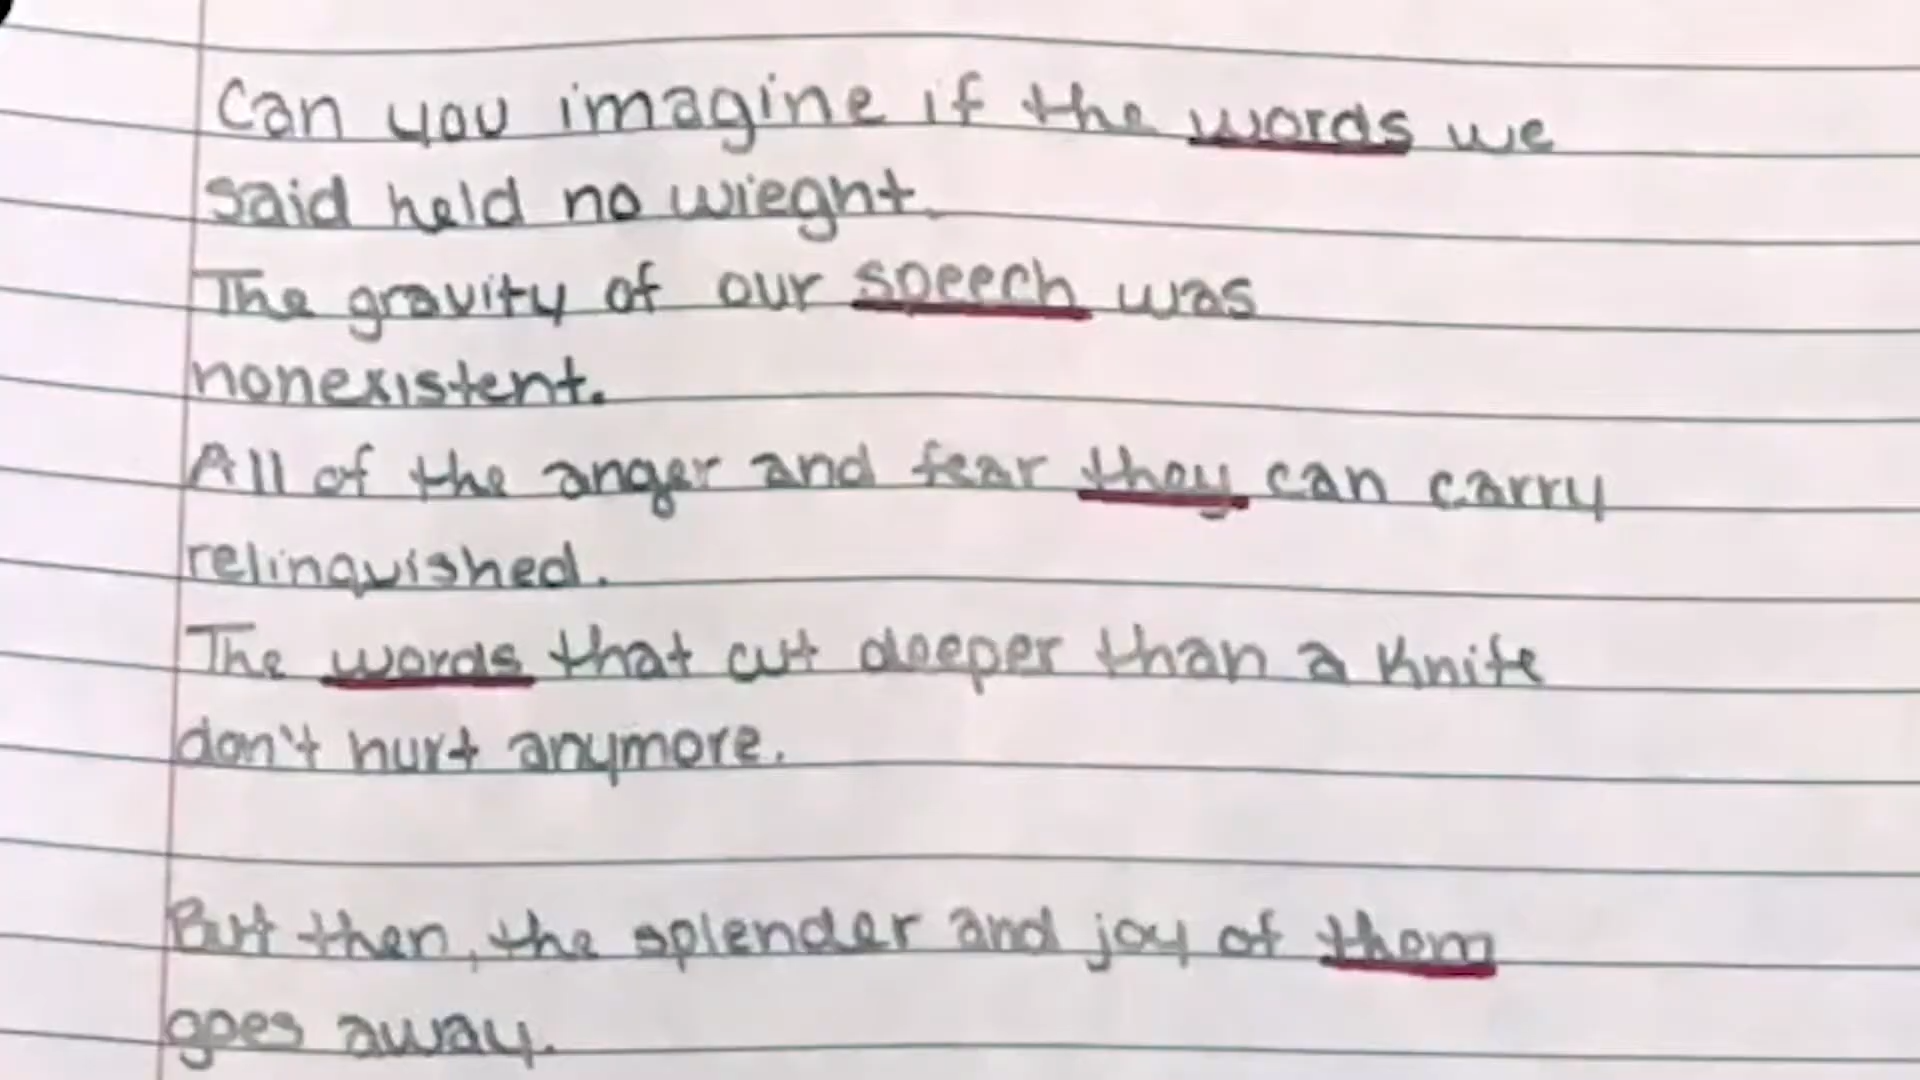 Can you imagine if the words we
said held no wieght.
The gravity of our speech was
nonexistent.
All of the anger and fear they can carry
relinquished.
The words that cut deeper than a knife
don't hurt anymore.
But then, the splendor and joy of them
goes away.